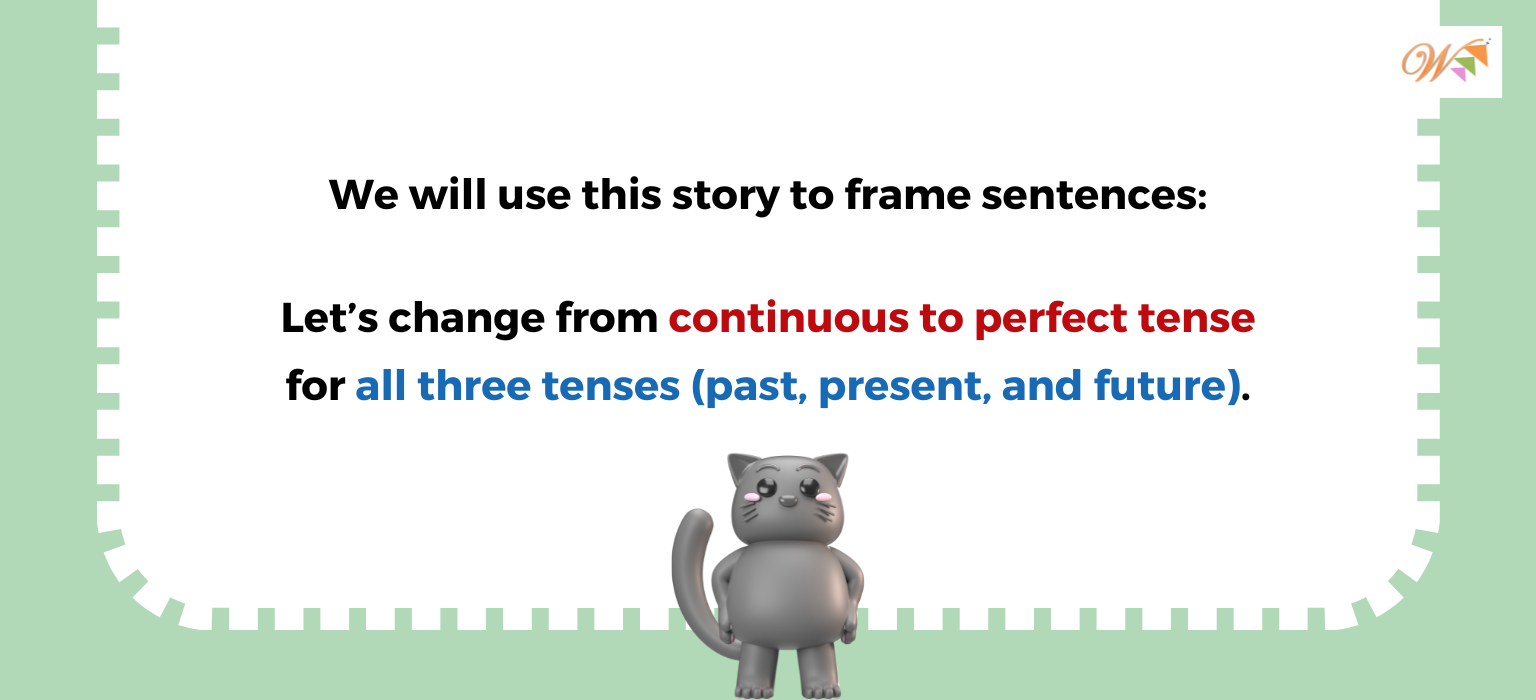 W
We will use this story to frame sentences:
Let’s change from continuous to perfect tense
for all three tenses (past, present, and future).